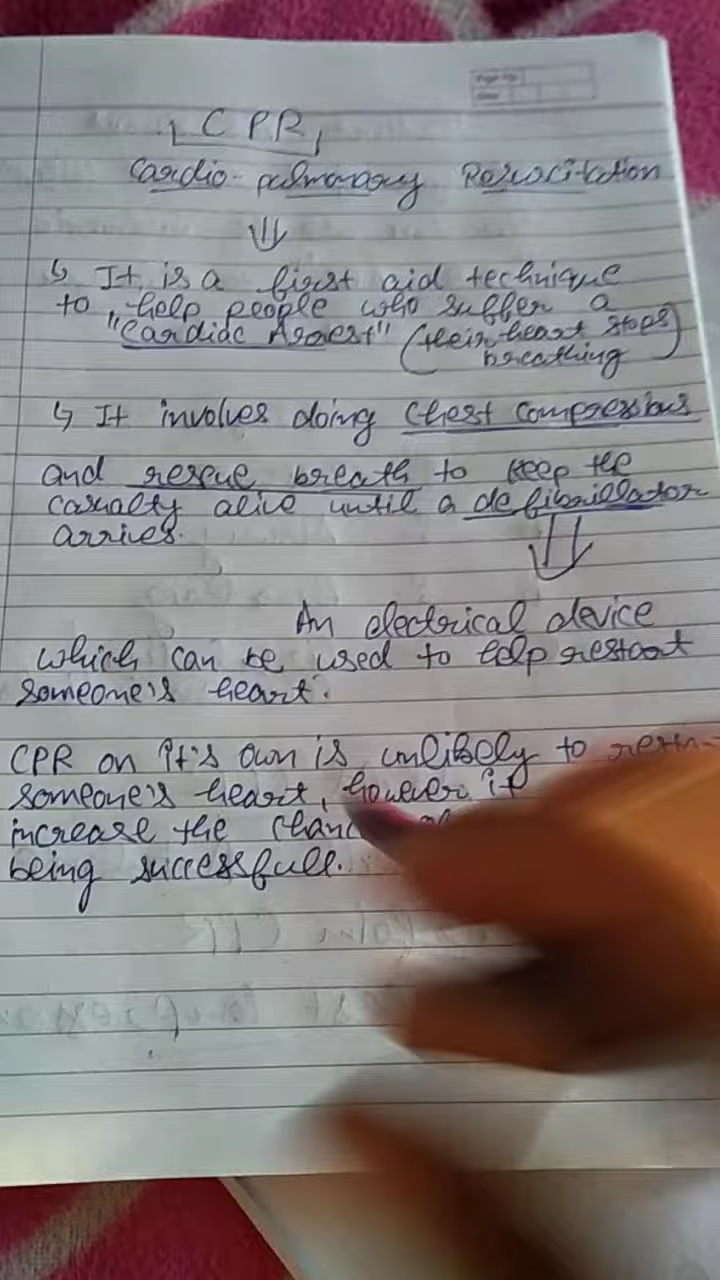 CPR
Cardio-pulmonary Resuscitation
↳ It is a first aid technique
to help people who suffer a
"Cardiac Arrest" (their heart stops
breathing)
↳ It involves doing chest compressions
and rescue breath to keep the
casualty alive until a defibrillator
arrives.
An electrical device
which can be used to help restart
someone's heart.
CPR on it's own is unlikely to
someone's heart, however it
increase the
being successfull.